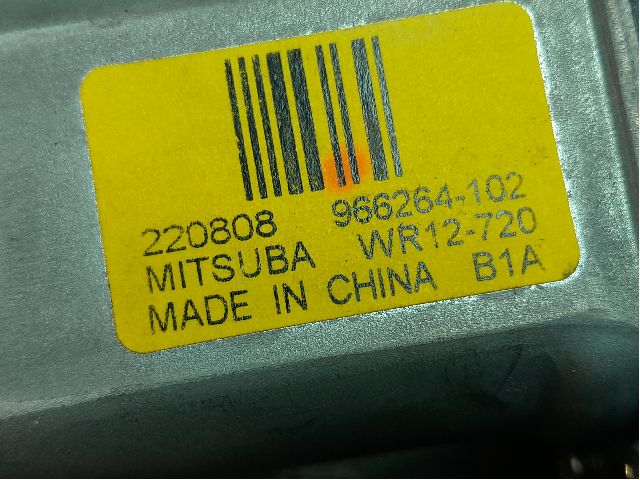 220808 966264-102
MITSUBA WR12-720
MADE IN CHINA B1A